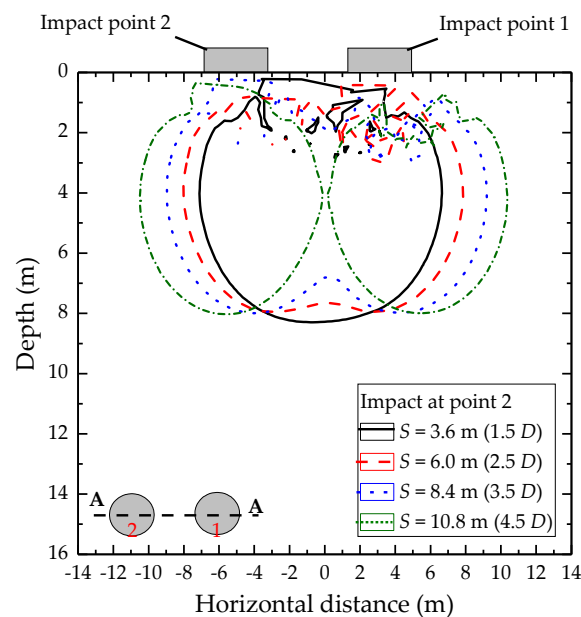 Impact point 2
Impact point 1
0
2
4
6
8
10
12
14
16
Depth (m)
Impact at point 2
S = 3.6 m (1.5 D)
S = 6.0 m (2.5 D)
S = 8.4 m (3.5 D)
S = 10.8 m (4.5 D)
A
A
2
1
-14 -12 -10 -8 -6 -4 -2 0 2 4 6 8 10 12 14
Horizontal distance (m)